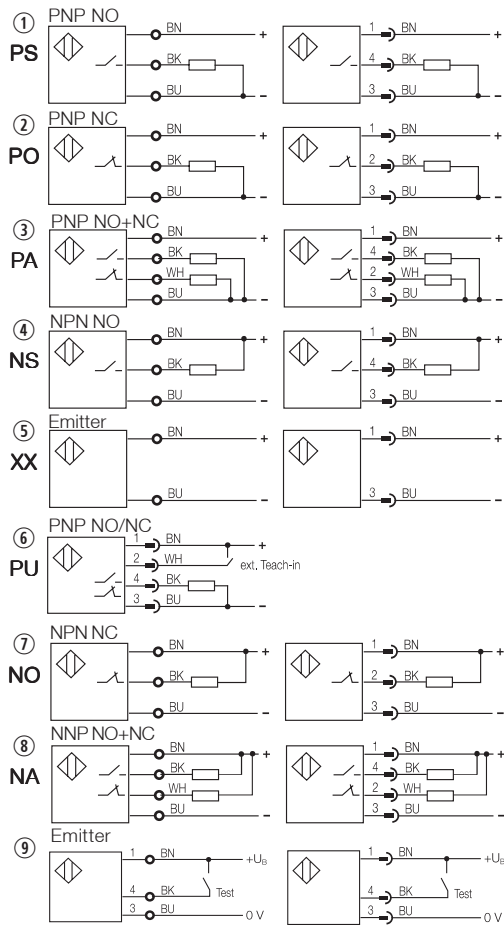 ① PNP NO
PS
BN +
BK
BU –
1 BN +
4 BK
3 BU –
② PNP NC
PO
BN +
BK
BU –
1 BN +
2 BK
3 BU –
③ PNP NO+NC
PA
BN +
BK
WH
BU –
1 BN +
4 BK
2 WH
3 BU –
④ NPN NO
NS
BN +
BK
BU –
1 BN +
4 BK
3 BU –
⑤ Emitter
XX
BN +
BU –
1 BN +
3 BU –
⑥ PNP NO/NC
PU
1 BN +
2 WH ext. Teach-in
4 BK
3 BU –
⑦ NPN NC
NO
BN +
BK
BU –
1 BN +
2 BK
3 BU –
⑧ NNP NO+NC
NA
BN +
BK
WH
BU –
1 BN +
4 BK
2 WH
3 BU –
⑨ Emitter
1 BN +UB
4 BK Test
3 BU 0 V
1 BN +UB
4 BK Test
3 BU 0 V